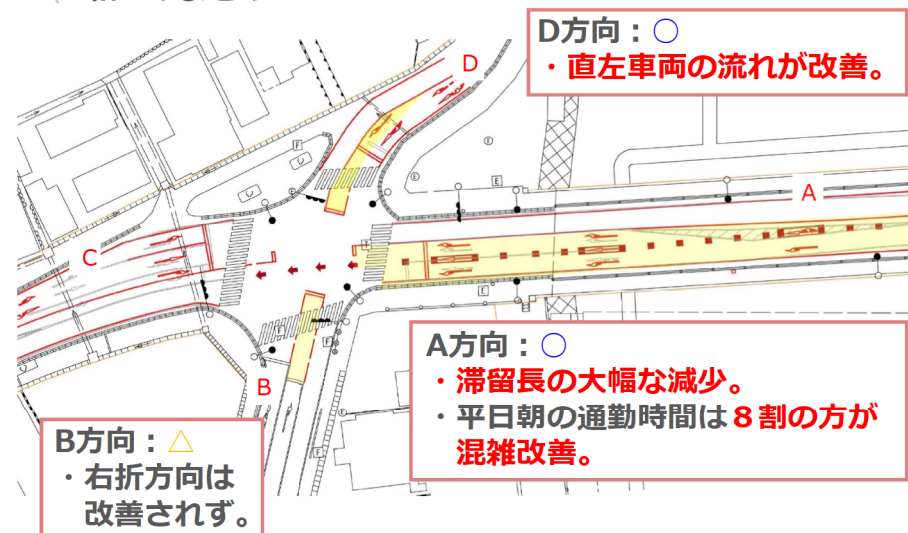 D方向：○
・直左車両の流れが改善。
D
A
C
B
A方向：○
・滞留長の大幅な減少。
・平日朝の通勤時間は８割の方が
混雑改善。
B方向：△
・右折方向は
改善されず。
E
E
E
F
F
F